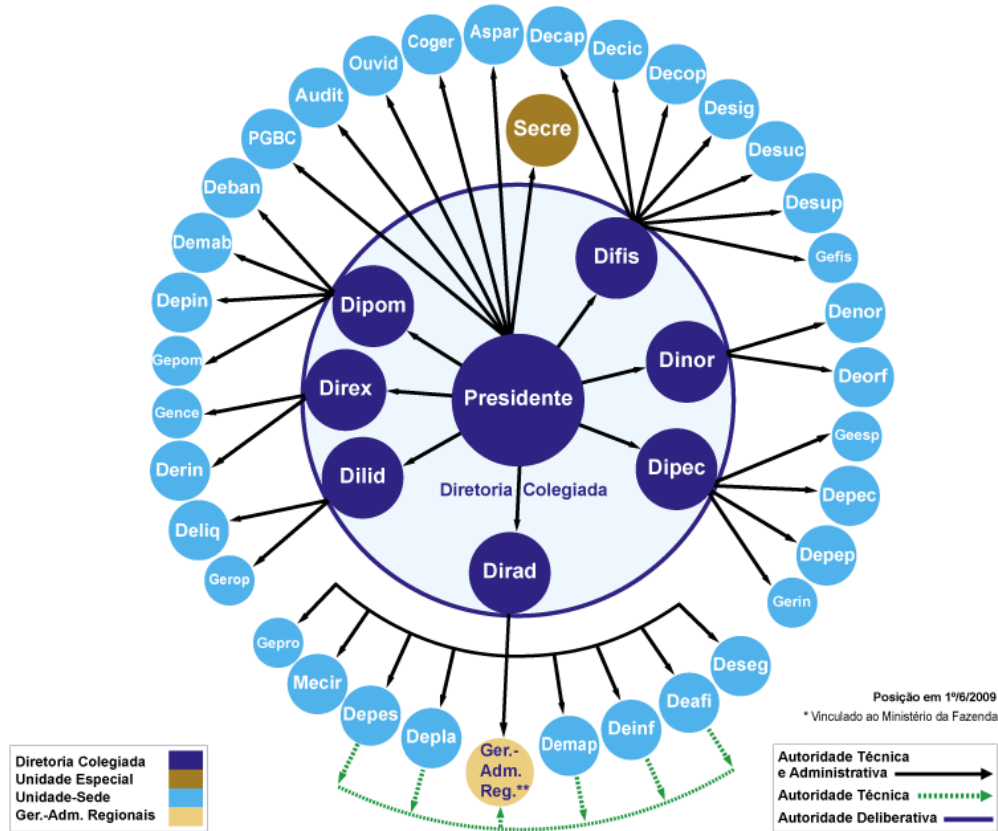 Aspar
Decap
Coger
Decic
Ouvid
Decop
Audit
Desig
Secre
PGBC
Desuc
Deban
Desup
Demab
Difis
Gefis
Depin
Dipom
Denor
Gepom
Dinor
Deorf
Direx
Presidente
Gence
Geesp
Derin
Dilid
Dipec
Diretoria Colegiada
Depec
Deliq
Depep
Gerop
Dirad
Gerin
Gepro
Mecir
Depes
Depla
Ger.-
Adm.
Reg.**
Demap
Deinf
Deafi
Deseg
Posição em 1º/6/2009
* Vinculado ao Ministério da Fazenda
Diretoria Colegiada
Unidade Especial
Unidade-Sede
Ger.-Adm. Regionais
Autoridade Técnica
e Administrativa
Autoridade Técnica
Autoridade Deliberativa